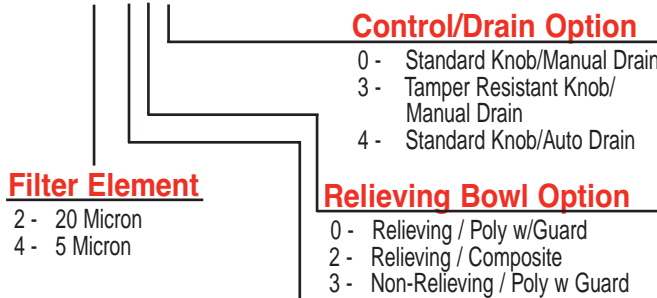 Control/Drain Option
0 - Standard Knob/Manual Drain
3 - Tamper Resistant Knob/
Manual Drain
4 - Standard Knob/Auto Drain
Filter Element
2 - 20 Micron
4 - 5 Micron
Relieving Bowl Option
0 - Relieving / Poly w/Guard
2 - Relieving / Composite
3 - Non-Relieving / Poly w Guard